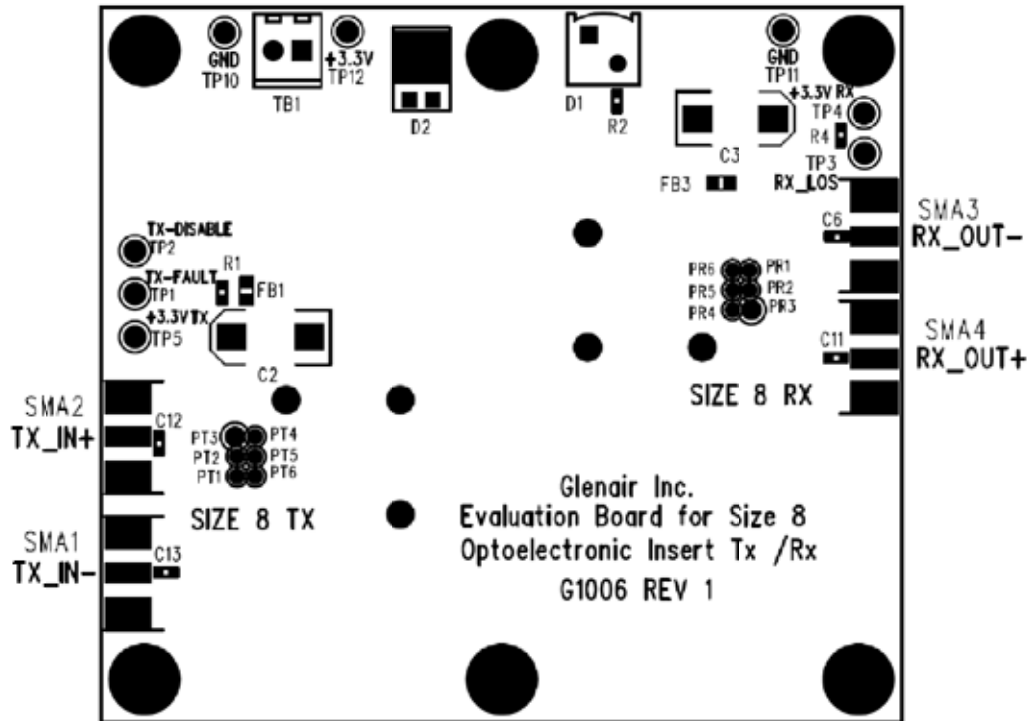 GND
TP10
TB1
+3.3V
TP12
D2
D1
R2
GND
TP11
+3.3V RX
TP4
R4
TP3
C3
FB3
RX_LOS
C6
SMA3
RX_OUT-
TX-DISABLE
TP2
TX-FAULT
TP1
R1
FB1
+3.3V TX
TP5
C2
PR6 PR1
PR5 PR2
PR4 PR3
C11
SMA4
RX_OUT+
SIZE 8 RX
SMA2
TX_IN+
C12
PT3 PT4
PT2 PT5
PT1 PT6
SIZE 8 TX
SMA1
TX_IN-
C13
Glenair Inc.
Evaluation Board for Size 8
Optoelectronic Insert Tx /Rx
G1006 REV 1